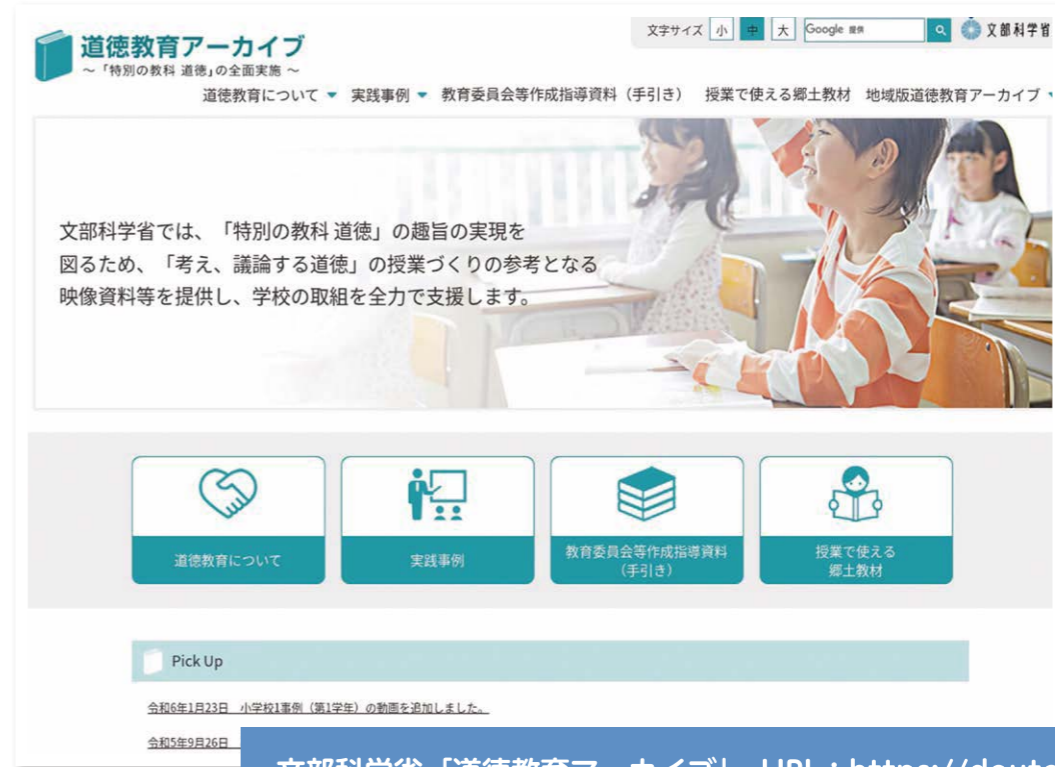 道徳教育アーカイブ
～「特別の教科 道徳」の全面実施～
文字サイズ 小 中 大 Google 提供 文部科学省
道徳教育について 実践事例 教育委員会等作成指導資料（手引き） 授業で使える郷土教材 地域版道徳教育アーカイブ
文部科学省では、「特別の教科 道徳」の趣旨の実現を
図るため、「考え、議論する道徳」の授業づくりの参考となる
映像資料等を提供し、学校の取組を全力で支援します。
道徳教育について
実践事例
教育委員会等作成指導資料
（手引き）
授業で使える
郷土教材
Pick Up
令和6年1月23日 小学校1事例（第1学年）の動画を追加しました。
令和5年9月26日
文部科学省「道徳教育アーカイブ」 URL：https://douto